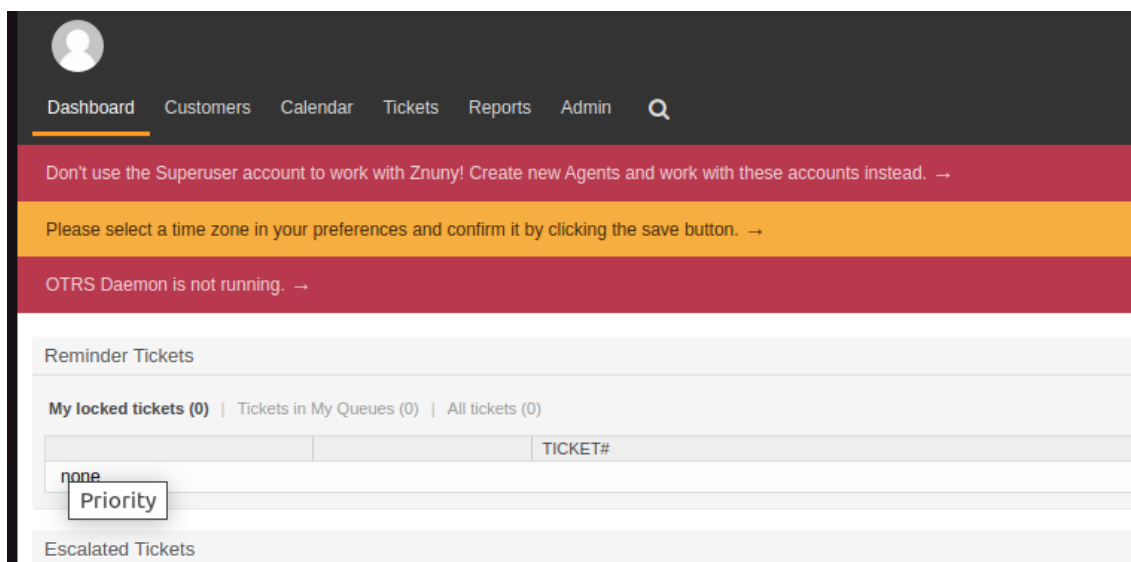 Dashboard Customers Calendar Tickets Reports Admin
Don't use the Superuser account to work with Znuny! Create new Agents and work with these accounts instead. →
Please select a time zone in your preferences and confirm it by clicking the save button. →
OTRS Daemon is not running. →
Reminder Tickets
My locked tickets (0) | Tickets in My Queues (0) | All tickets (0)
TICKET#
none
Priority
Escalated Tickets